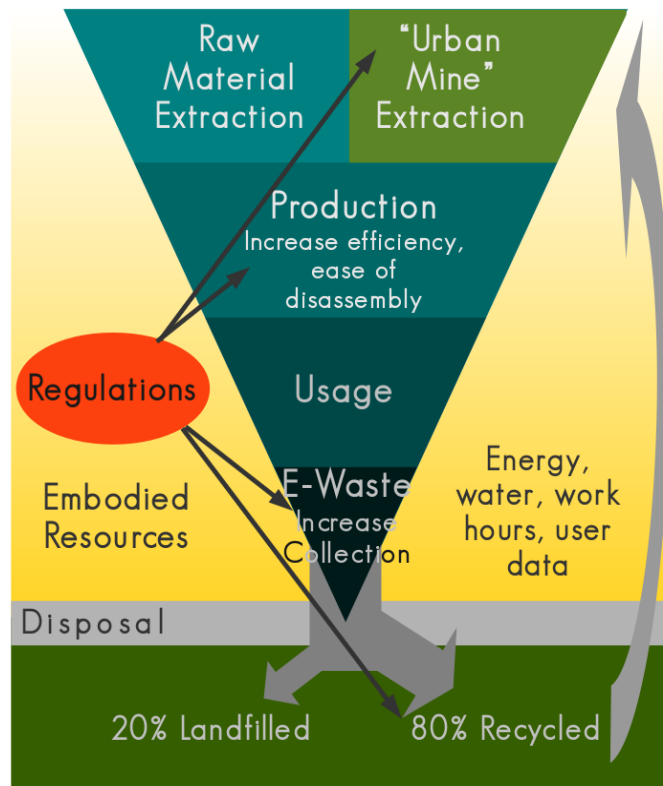 Raw
Material
Extraction
“Urban
Mine”
Extraction
Production
Increase efficiency,
ease of
disassembly
Regulations
Usage
E-Waste
Increase
Collection
Embodied
Resources
Energy,
water, work
hours, user
data
Disposal
20% Landfilled
80% Recycled